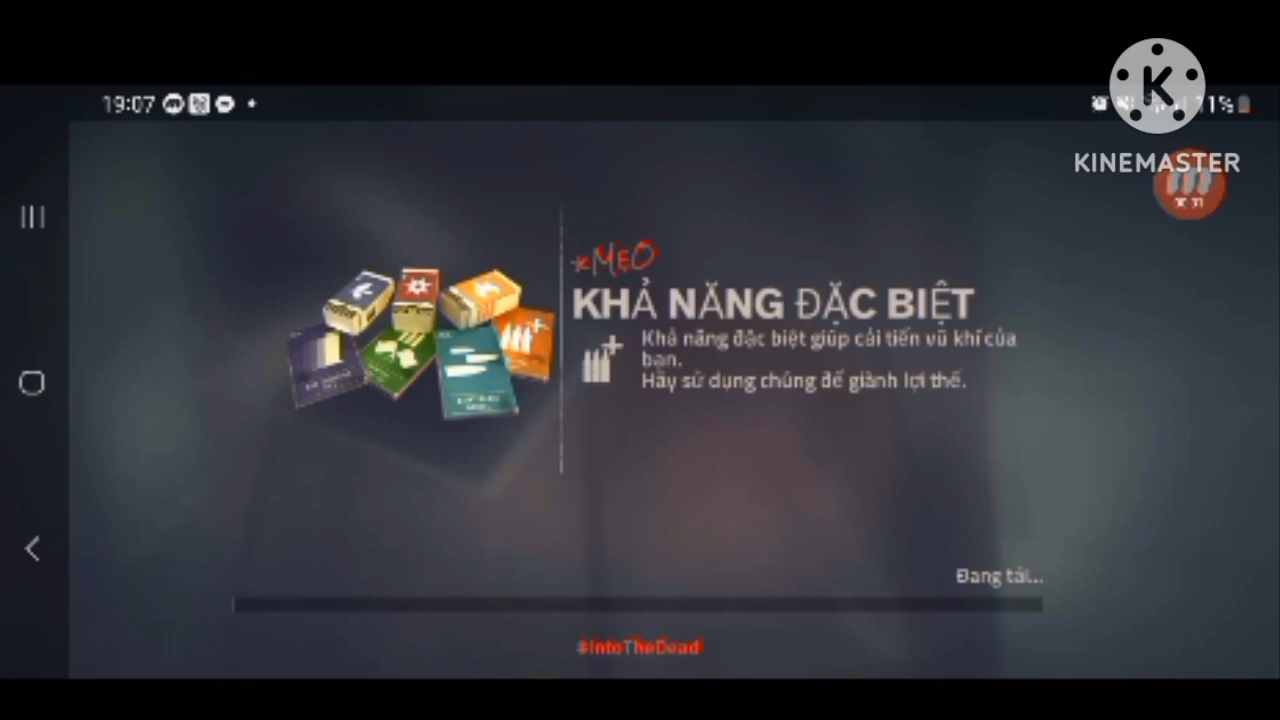 19:07
11%
KINEMASTER
*MẸO
KHẢ NĂNG ĐẶC BIỆT
Khả năng đặc biệt giúp cải tiến vũ khí của
bạn.
Hãy sử dụng chúng để giành lợi thế.
Đang tải...
#IntoTheDead